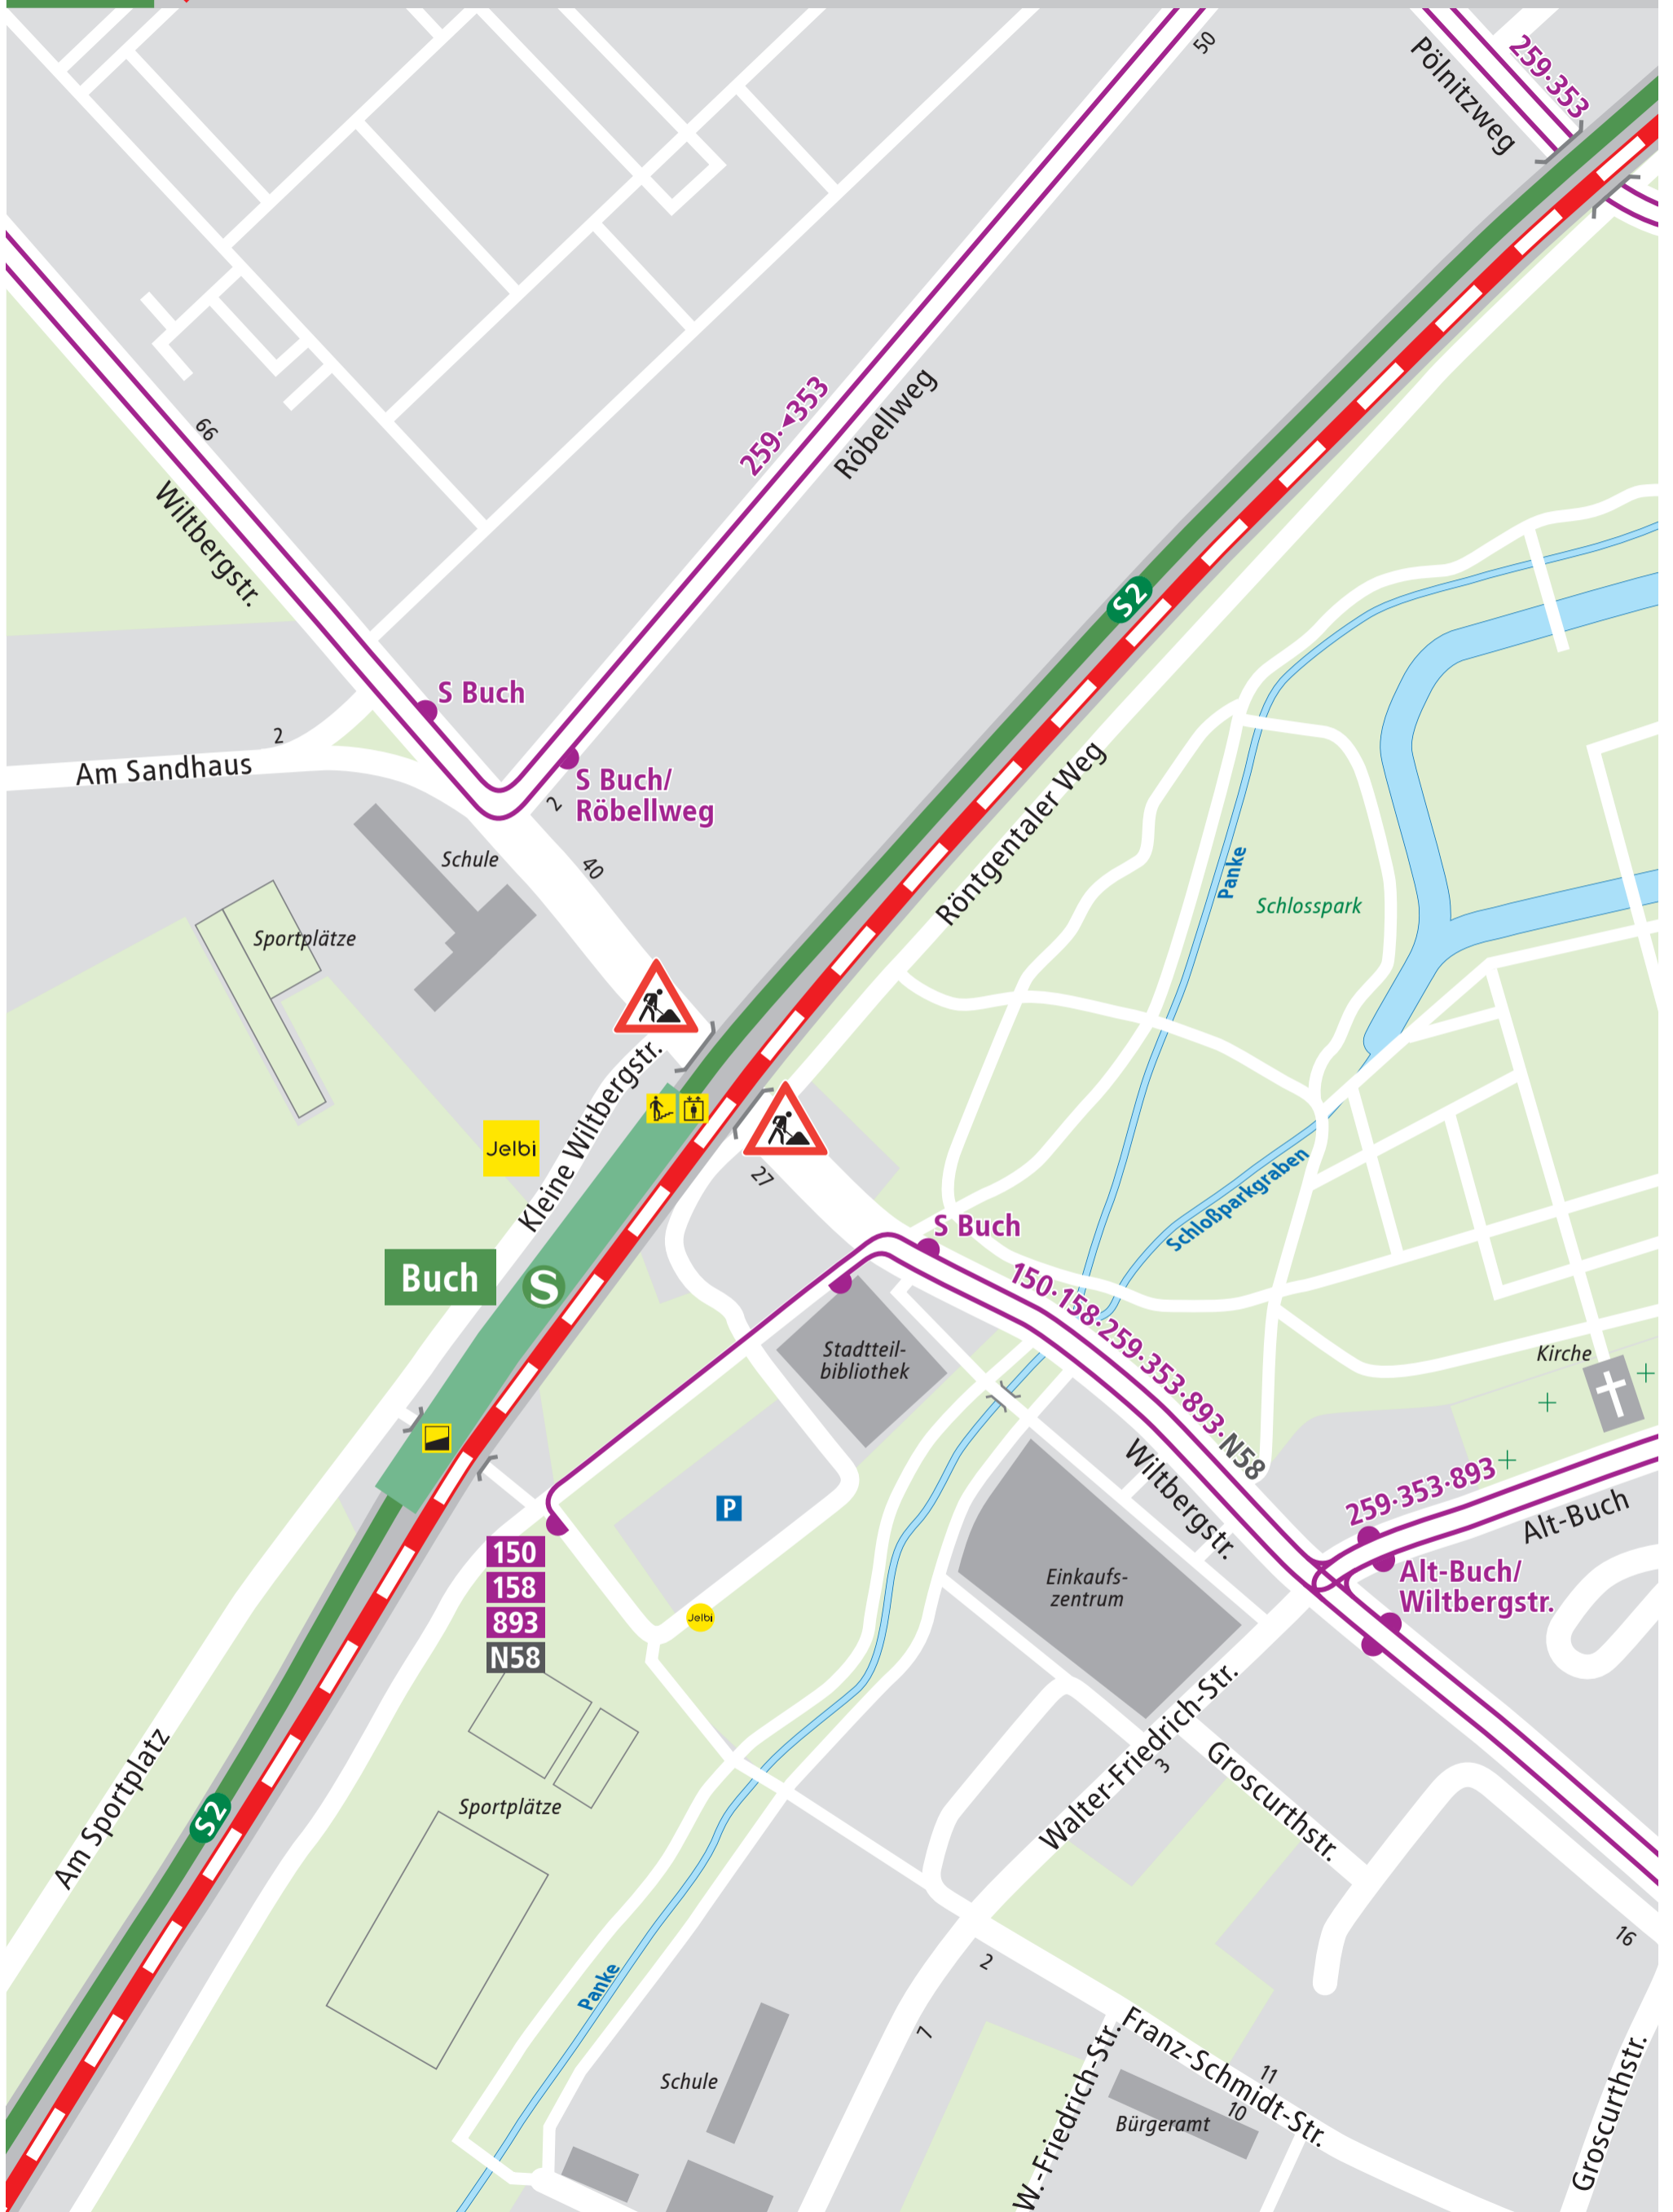 50
Pölnitzweg
259·353
66
Wiltbergstr.
259·◄353
Röbellweg
S2
S Buch
2
Am Sandhaus
S Buch/
Röbellweg
2
Schule
40
Sportplätze
Röntgentaler Weg
Panke
Schlosspark
Kleine Wiltbergstr.
Jelbi
27
Schloßparkgraben
Buch
S
S Buch
150·158·259·353·893·N58
Stadtteil-
bibliothek
Kirche
Wiltbergstr.
259·353·893
Alt-Buch
P
150
158
893
N58
Einkaufs-
zentrum
Alt-Buch/
Wiltbergstr.
Jelbi
Am Sportplatz
S2
Sportplätze
Walter-Friedrich-Str.
3
Groscurthstr.
16
Panke
2
7
Franz-Schmidt-Str.
W.-Friedrich-Str.
11
10
Schule
Bürgeramt
Groscurthstr.